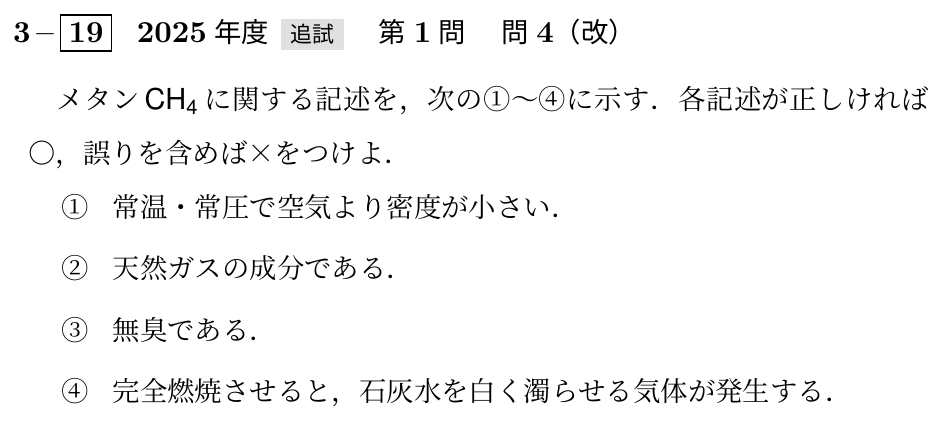 3－19 2025 年度 追試 第 1 問 問 4（改）
メタン CH₄ に関する記述を，次の①～④に示す．各記述が正しければ
○，誤りを含めば×をつけよ．
① 常温・常圧で空気より密度が小さい．
② 天然ガスの成分である．
③ 無臭である．
④ 完全燃焼させると，石灰水を白く濁らせる気体が発生する．